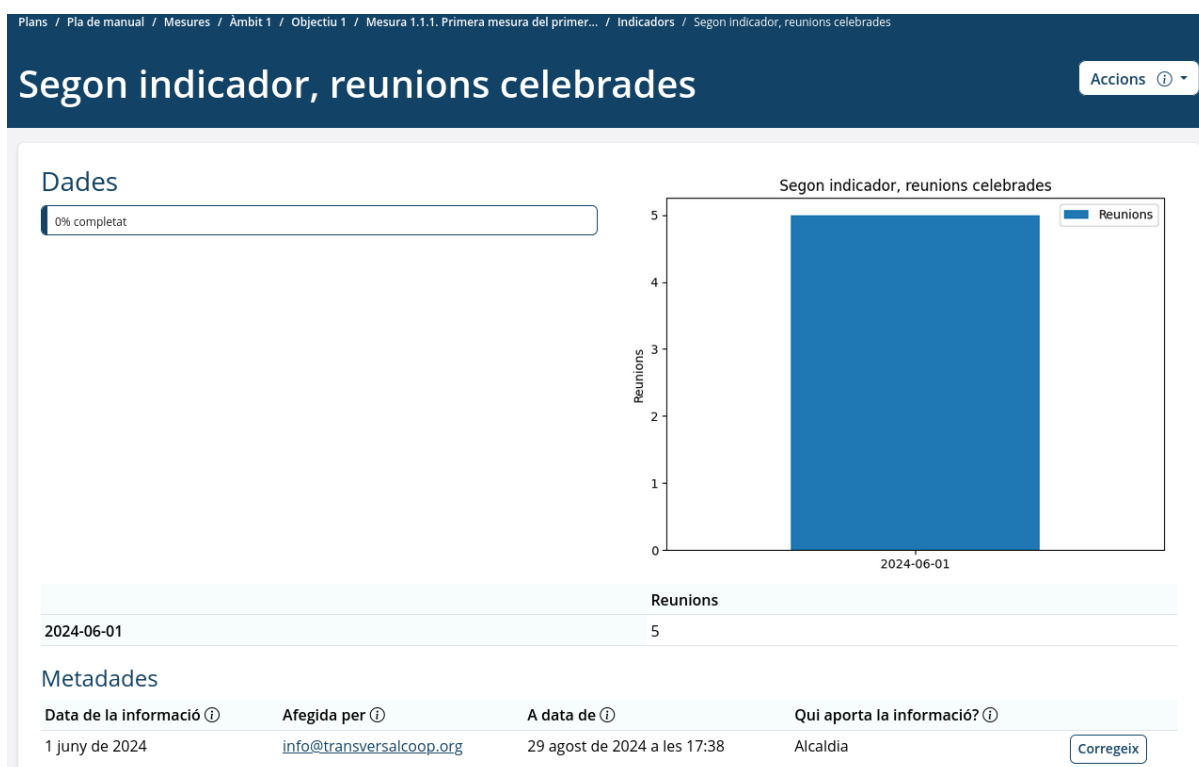 Plans / Pla de manual / Mesures / Àmbit 1 / Objectiu 1 / Mesura 1.1.1. Primera mesura del primer... / Indicadors / Segon indicador, reunions celebrades
Segon indicador, reunions celebrades
Accions
Dades
0% completat
Segon indicador, reunions celebrades
Reunions
5
4
3
2
1
0
Reunions
2024-06-01
Reunions
2024-06-01 5
Metadades
Data de la informació Afegida per A data de Qui aporta la informació?
1 juny de 2024 info@transversalcoop.org 29 agost de 2024 a les 17:38 Alcaldia Corregeix